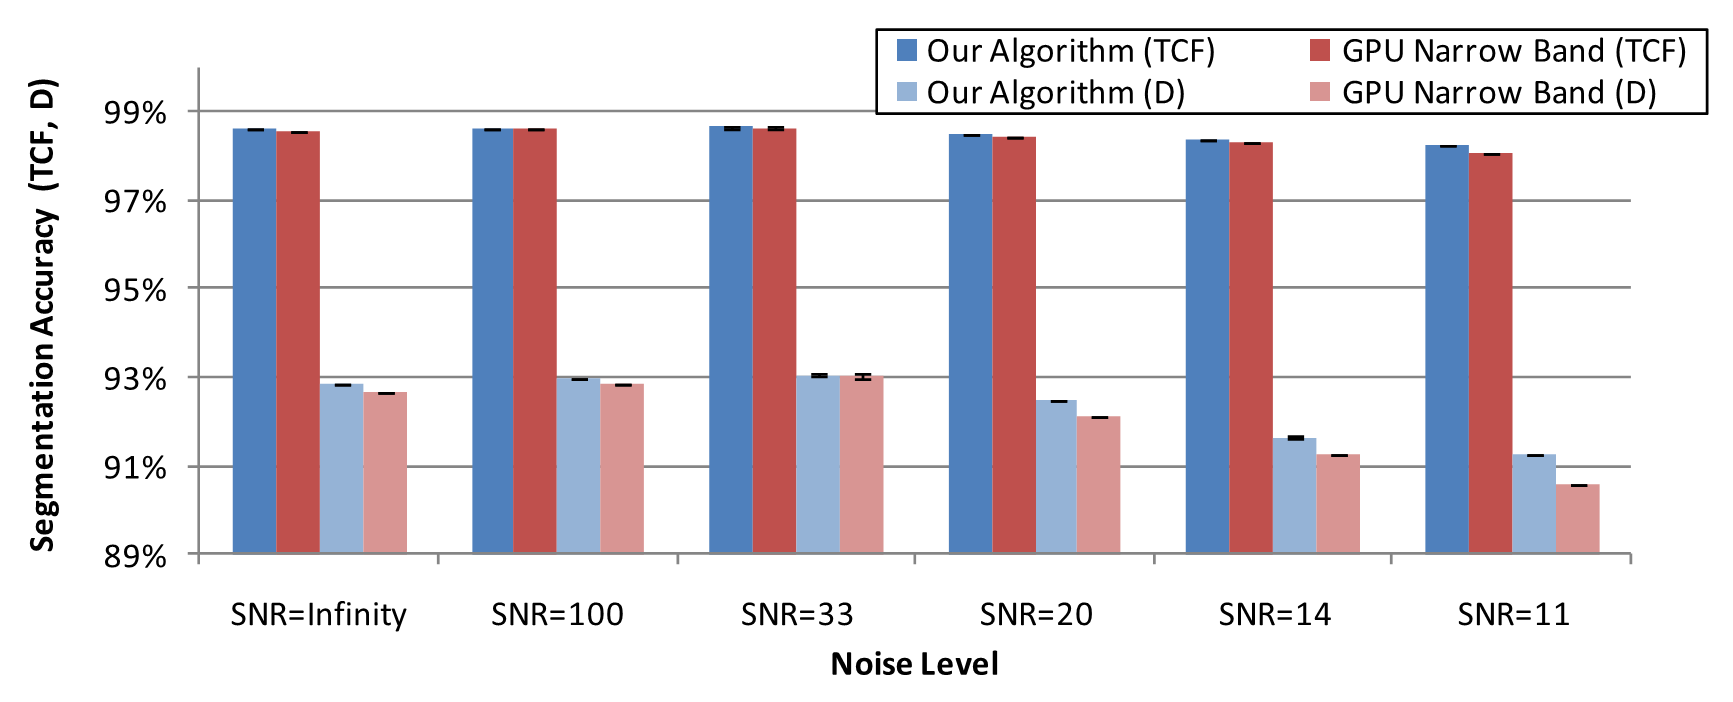 Our Algorithm (TCF) GPU Narrow Band (TCF)
Our Algorithm (D) GPU Narrow Band (D)
Segmentation Accuracy (TCF, D)
99%
97%
95%
93%
91%
89%
SNR=Infinity SNR=100 SNR=33 SNR=20 SNR=14 SNR=11
Noise Level